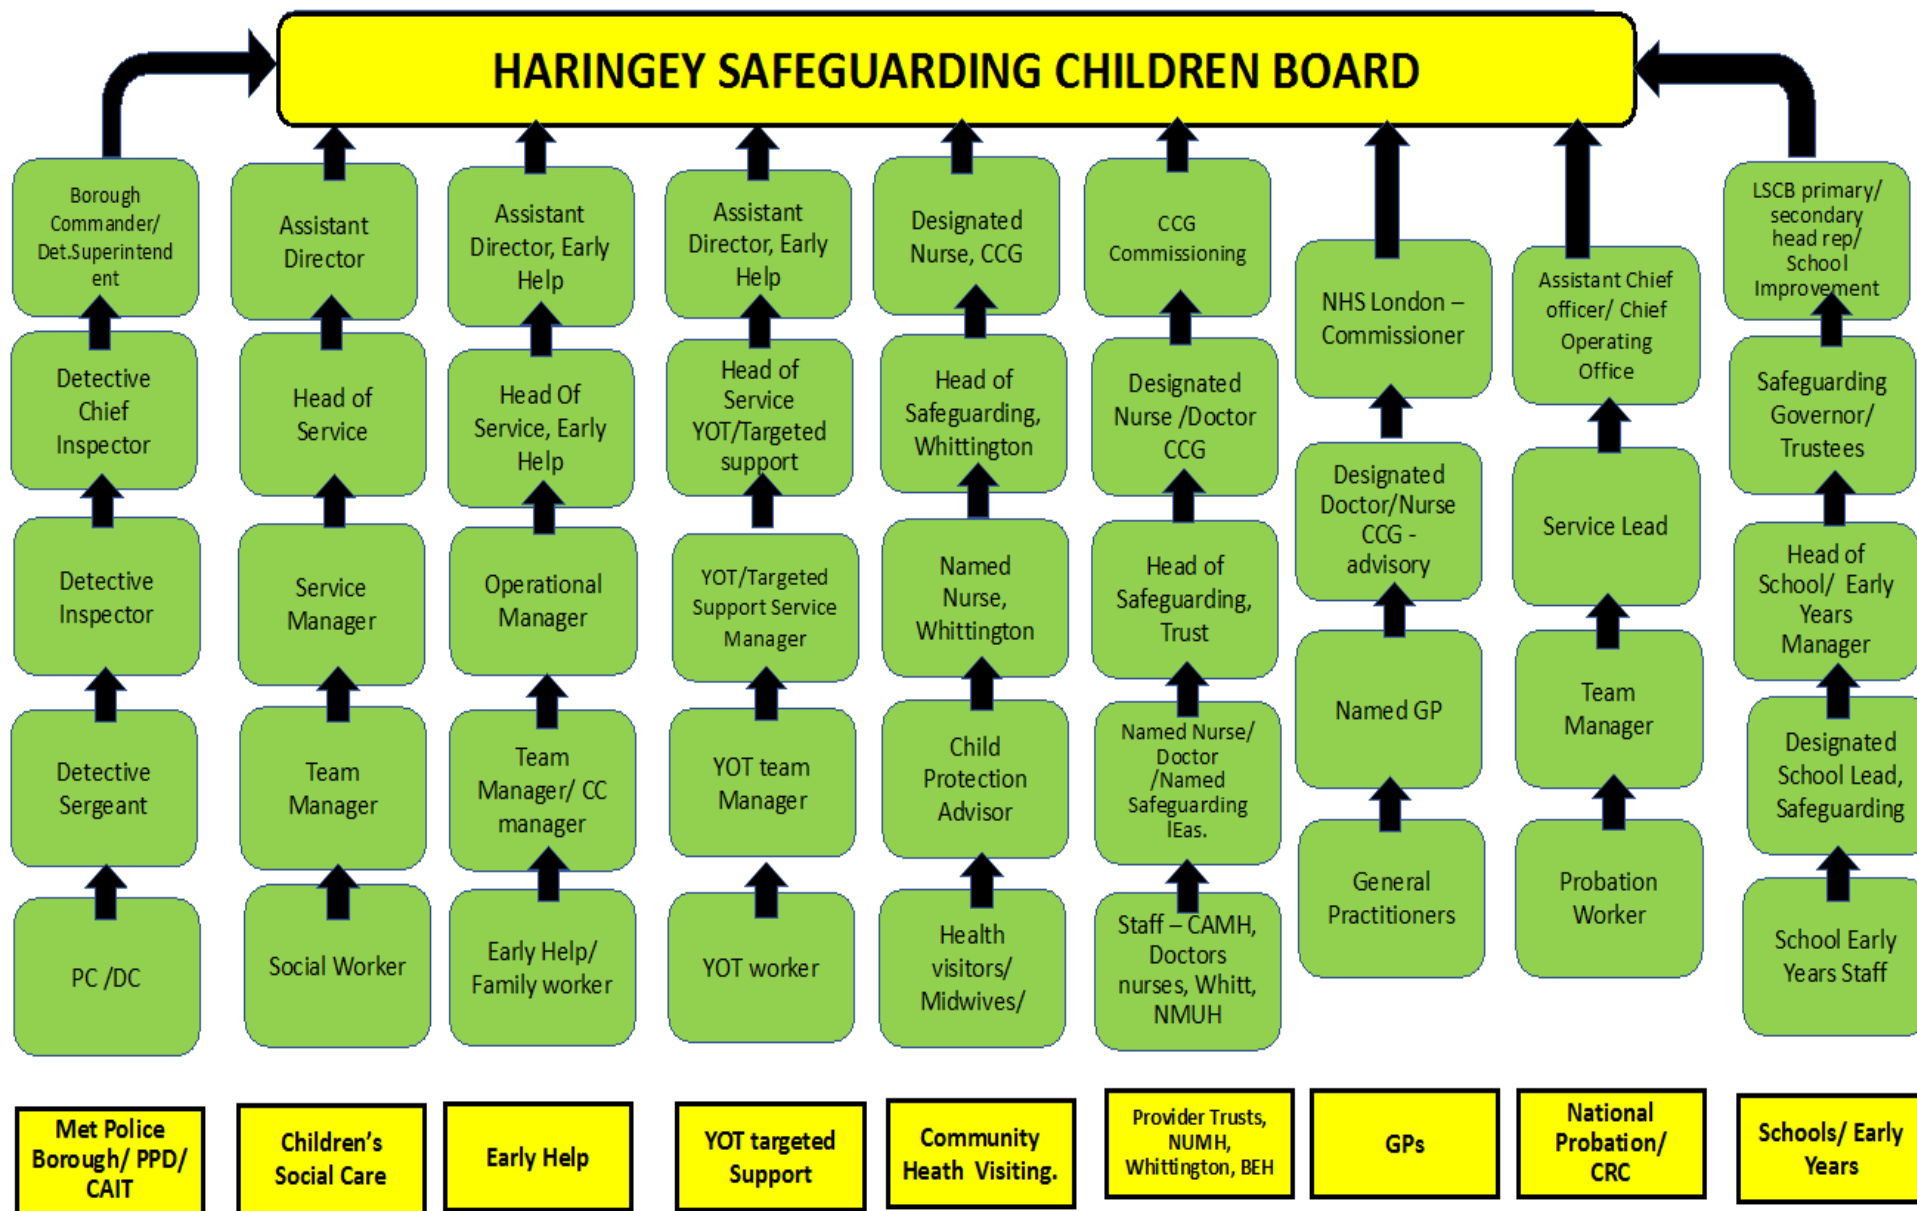 HARINGEY SAFEGUARDING CHILDREN BOARD
Borough
Commander/
Det.Superintend
ent
Detective
Chief
Inspector
Detective
Inspector
Detective
Sergeant
PC /DC
Met Police
Borough/ PPD/
CAIT
Assistant
Director
Head of
Service
Service
Manager
Team
Manager
Social Worker
Children's
Social Care
Assistant
Director, Early
Help
Head Of
Service, Early
Help
Operational
Manager
Team
Manager/ CC
manager
Early Help/
Family worker
Early Help
Assistant
Director, Early
Help
Head of
Service
YOT/Targeted
support
YOT/Targeted
Support Service
Manager
YOT team
Manager
YOT worker
YOT targeted
Support
Designated
Nurse, CCG
Head of
Safeguarding,
Whittington
Named
Nurse,
Whittington
Child
Protection
Advisor
Health
visitors/
Midwives/
Community
Heath Visiting.
CCG
Commissioning
Designated
Nurse /Doctor
CCG
Head of
Safeguarding,
Trust
Named Nurse/
Doctor
/Named
Safeguarding
lEas.
Staff – CAMH,
Doctors
nurses, Whitt,
NMUH
Provider Trusts,
NUMH,
Whittington, BEH
NHS London –
Commissioner
Designated
Doctor/Nurse
CCG -
advisory
Named GP
General
Practitioners
GPs
Assistant Chief
officer/ Chief
Operating
Office
Service Lead
Team
Manager
Probation
Worker
National
Probation/
CRC
LSCB primary/
secondary
head rep/
School
Improvement
Safeguarding
Governor/
Trustees
Head of
School/ Early
Years
Manager
Designated
School Lead,
Safeguarding
School Early
Years Staff
Schools/ Early
Years